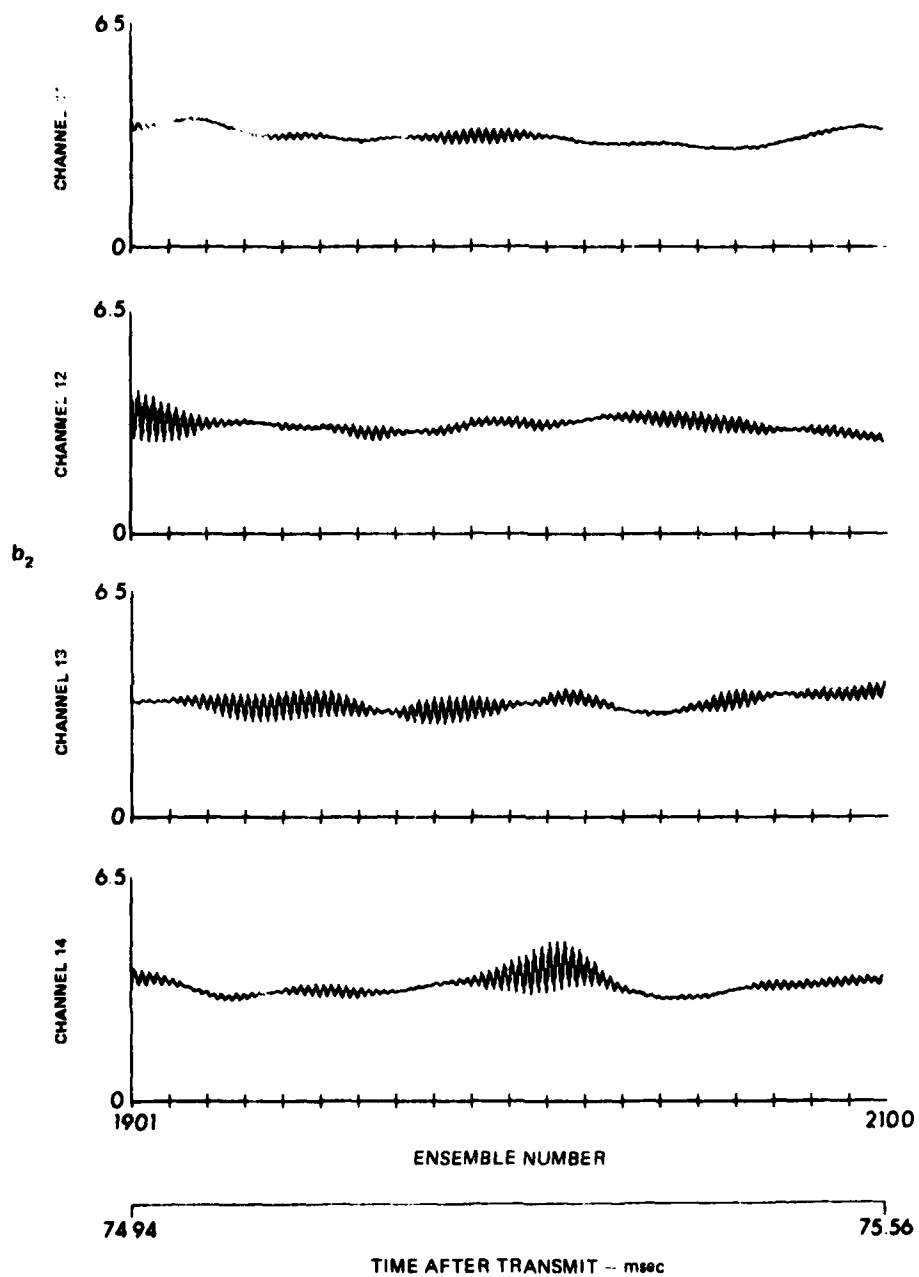 6 5
CHANNEL
0
6.5
CHANNEL 12
0
b₂
6 5
CHANNEL 13
0
6.5
CHANNEL 14
0
1901 2100
ENSEMBLE NUMBER
74 94 75.56
TIME AFTER TRANSMIT -- msec